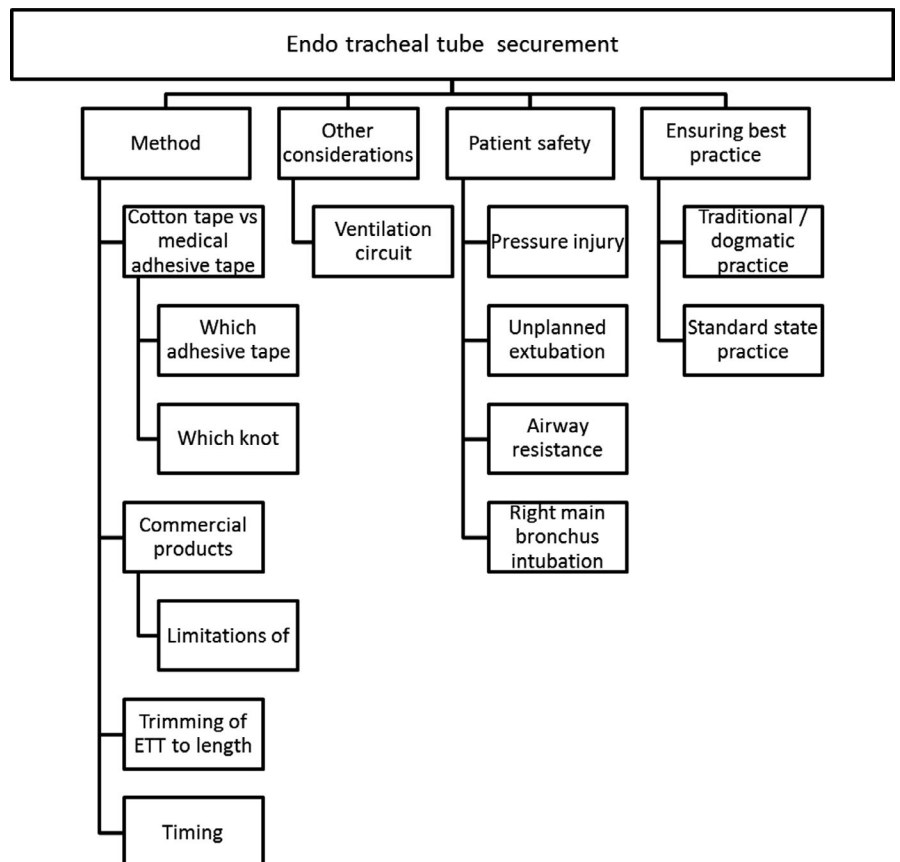 Endo tracheal tube  securement
Method
Other
considerations
Patient safety
Ensuring best
practice
Cotton tape vs
medical
adhesive tape
Which
adhesive tape
Which knot
Commercial
products
Limitations of
Trimming of
ETT to length
Timing
Ventilation
circuit
Pressure injury
Unplanned
extubation
Airway
resistance
Right main
bronchus
intubation
Traditional /
dogmatic
practice
Standard state
practice